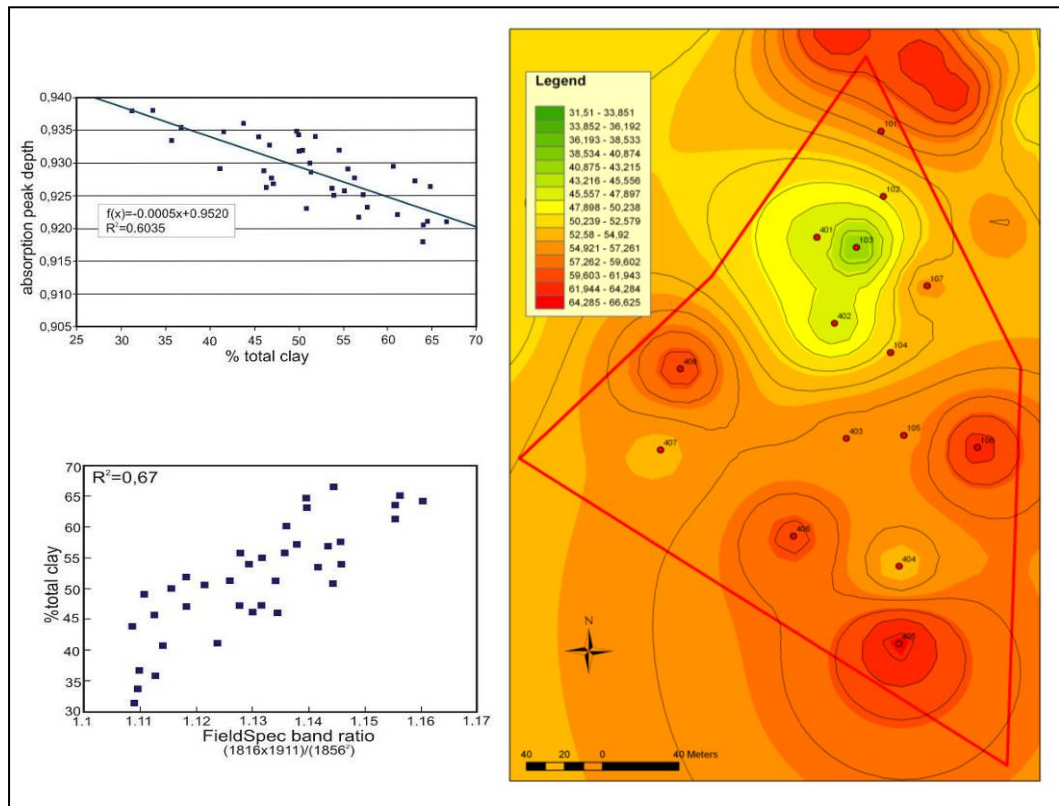 0,940
0,935
0,930
0,925
0,920
0,915
0,910
0,905
absorption peak depth
f(x)=-0.0005x+0.9520
R²=0.6035
25 30 35 40 45 50 55 60 65 70
% total clay
R²=0,67
70
65
60
55
50
45
40
35
30
%total clay
1.1 1.11 1.12 1.13 1.14 1.15 1.16 1.17
FieldSpec band ratio
(1816x1911)/(1856²)
Legend
31,51 - 33,851
33,852 - 36,192
36,193 - 38,533
38,534 - 40,874
40,875 - 43,215
43,216 - 45,556
45,557 - 47,897
47,898 - 50,238
50,239 - 52,579
52,58 - 54,92
54,921 - 57,261
57,262 - 59,602
59,603 - 61,943
61,944 - 64,284
64,285 - 66,625
101
102
401
103
107
402
104
408
403
105
407
106
406
404
405
N
40 20 0 40 Meters